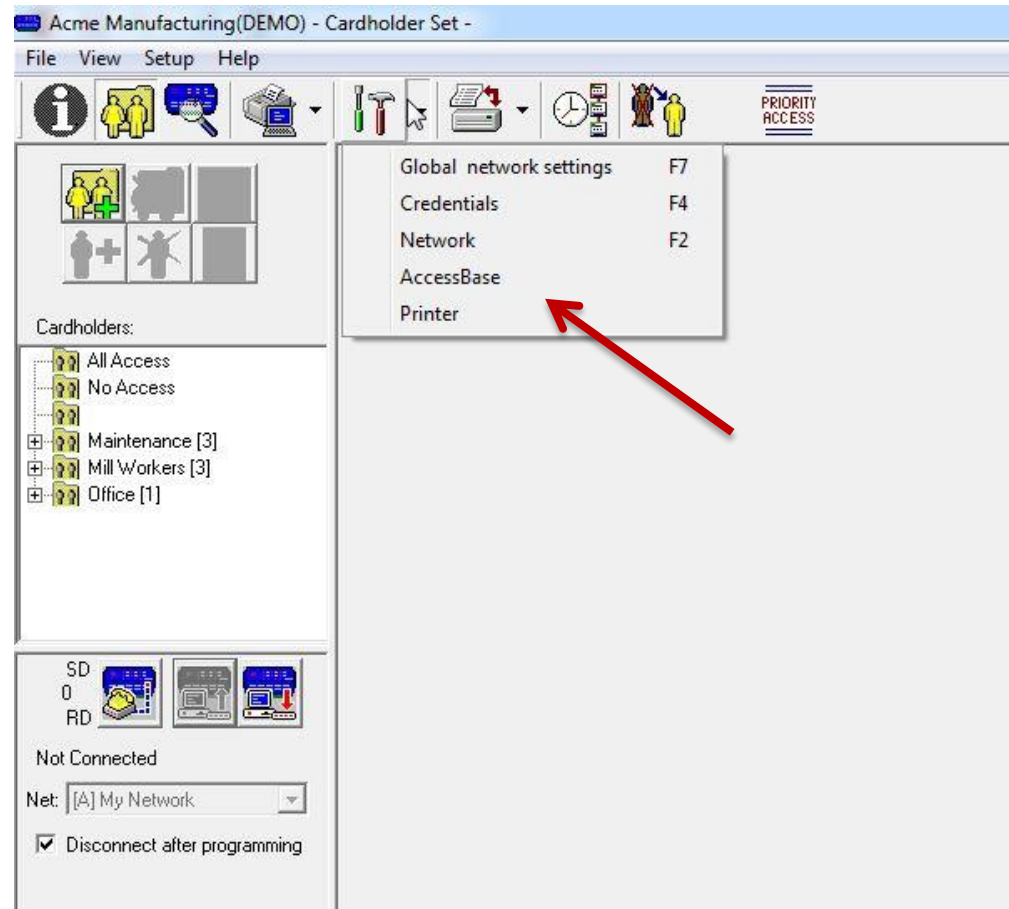 Acme Manufacturing(DEMO) - Cardholder Set -
File View Setup Help
PRIORITY
ACCESS
Global network settings F7
Credentials F4
Network F2
AccessBase
Printer
Cardholders:
All Access
No Access
Maintenance [3]
Mill Workers [3]
Office [1]
SD
0
RD
Not Connected
Net: [A] My Network
Disconnect after programming